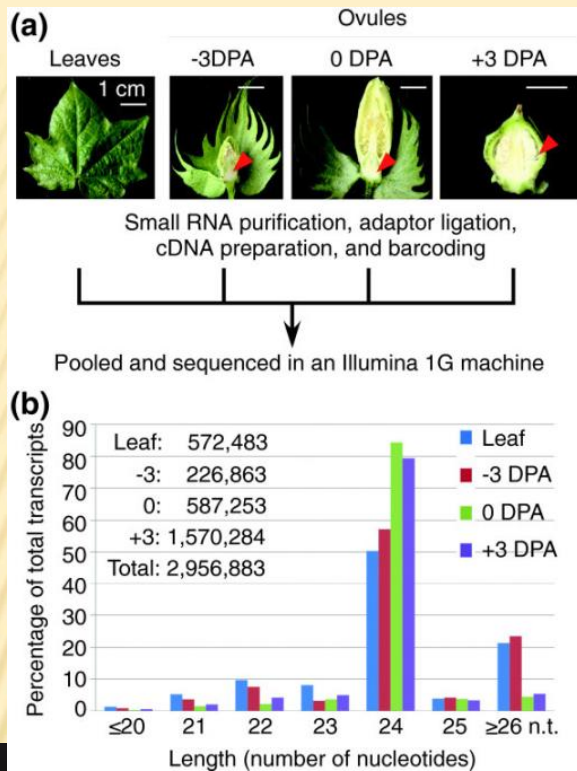 (a)
Ovules
Leaves
-3DPA
0 DPA
+3 DPA
1 cm
Small RNA purification, adaptor ligation,
cDNA preparation, and barcoding
Pooled and sequenced in an Illumina 1G machine
(b)
Percentage of total transcripts
90
80
70
60
50
40
30
20
10
0
Leaf: 572,483
-3: 226,863
0: 587,253
+3: 1,570,284
Total: 2,956,883
Leaf
-3 DPA
0 DPA
+3 DPA
≤20 21 22 23 24 25 ≥26 n.t.
Length (number of nucleotides)